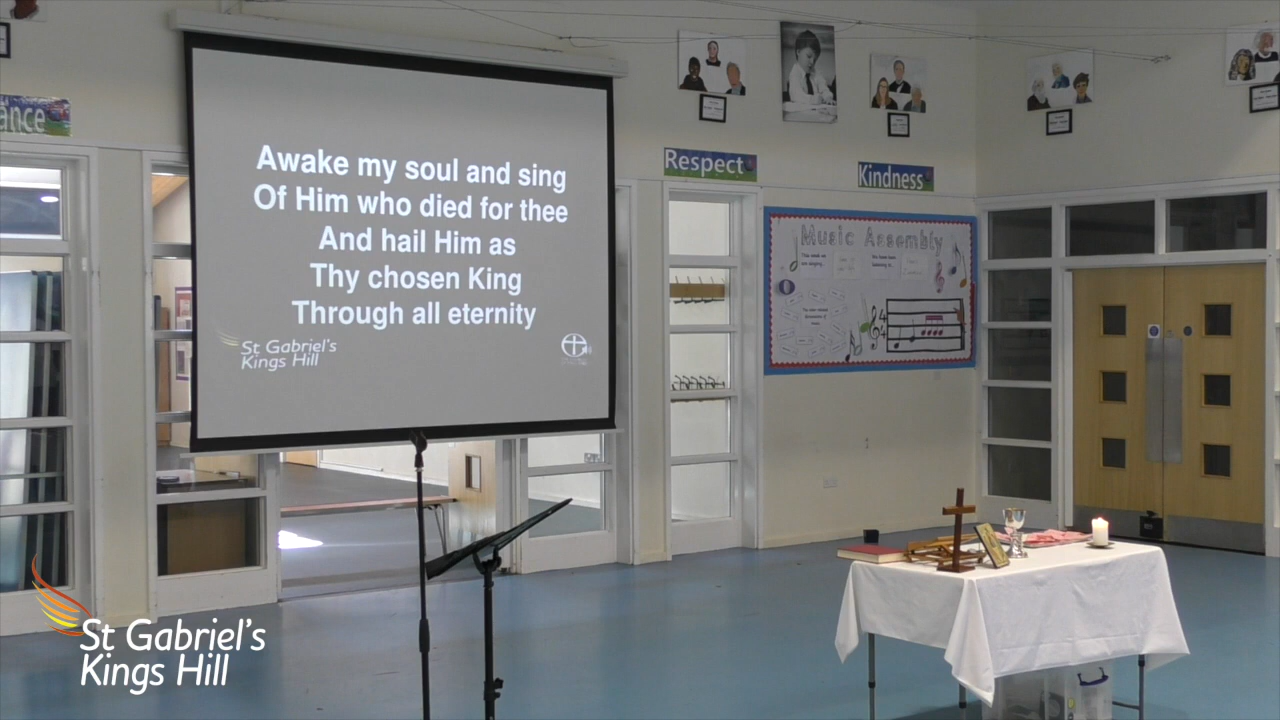 ance
Awake my soul and sing
Of Him who died for thee
And hail Him as
Thy chosen King
Through all eternity
St Gabriel's
Kings Hill
Respect
Kindness
Music Assembly
St Gabriel's
Kings Hill